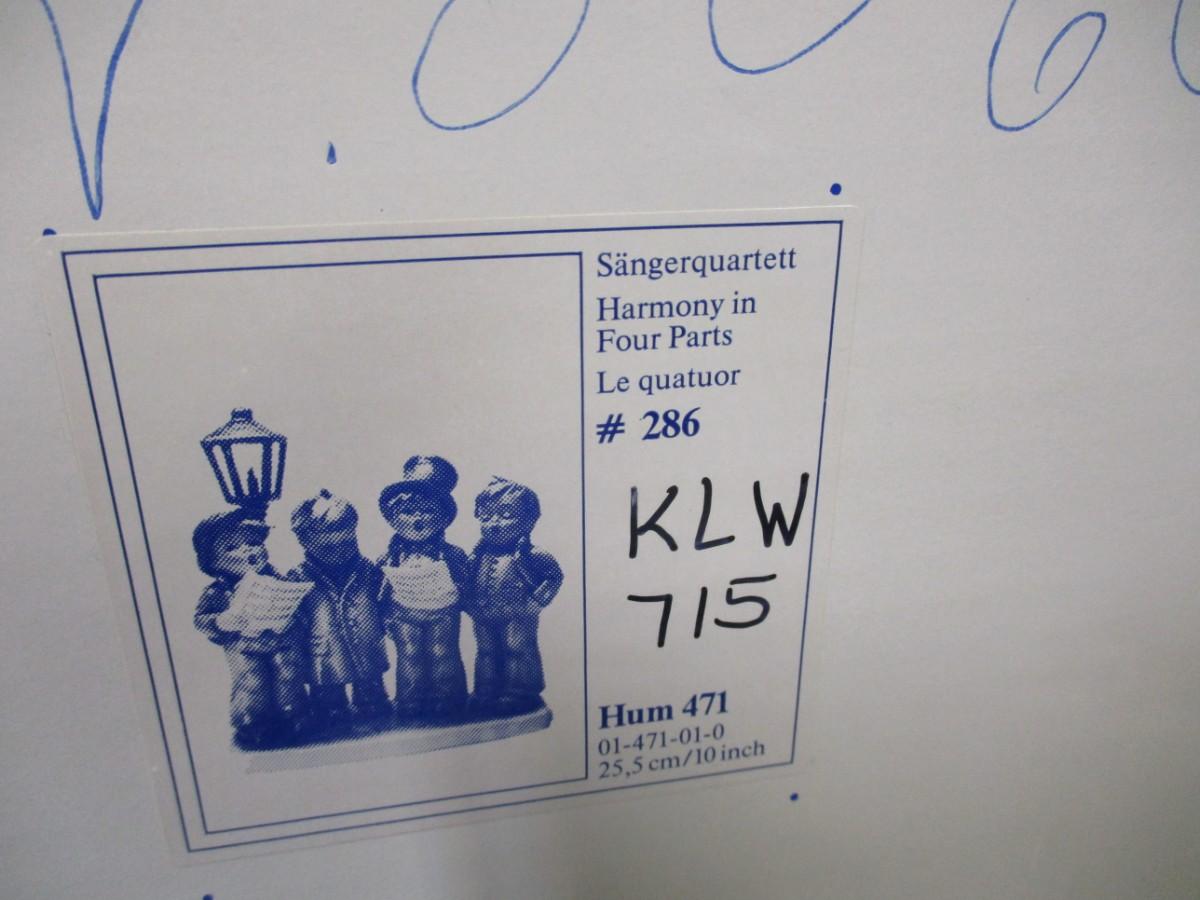 Sängerquartett
Harmony in
Four Parts
Le quatuor
# 286
KLW
715
Hum 471
01-471-01-0
25,5 cm/10 inch